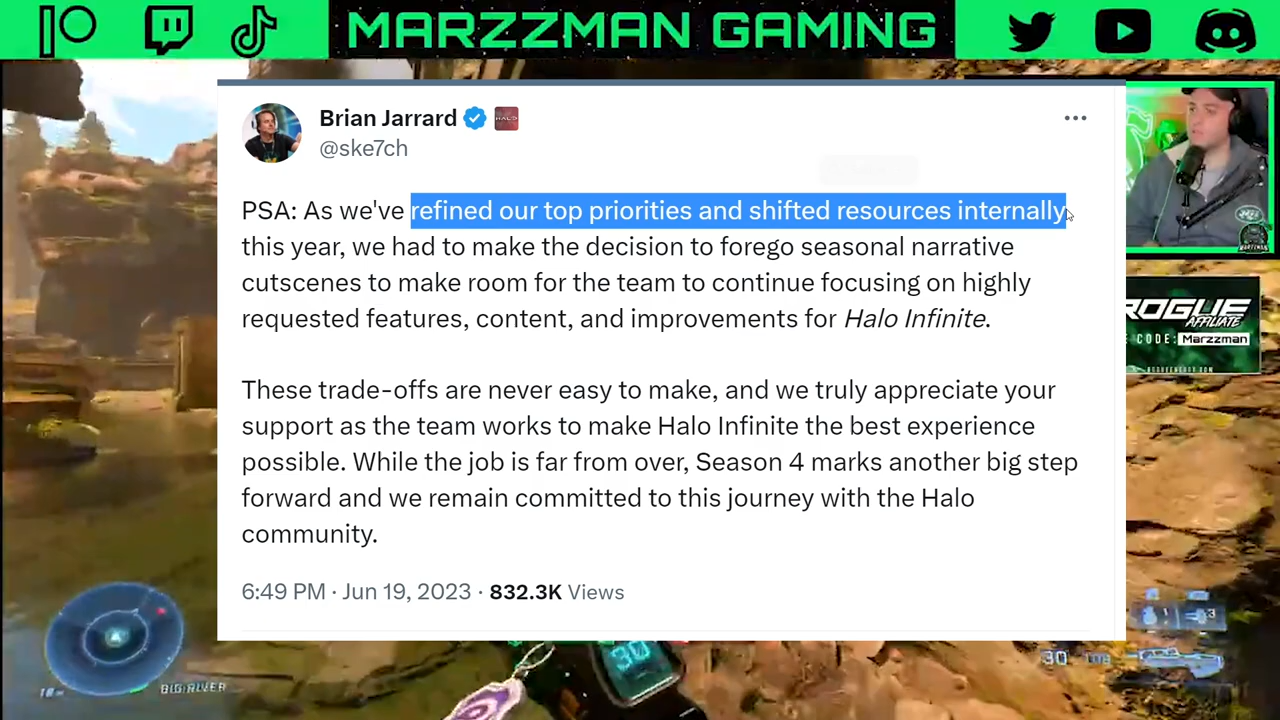 MARZZMAN GAMING
Brian Jarrard
HALO
@ske7ch
PSA: As we've refined our top priorities and shifted resources internally
this year, we had to make the decision to forego seasonal narrative
cutscenes to make room for the team to continue focusing on highly
requested features, content, and improvements for Halo Infinite.
These trade-offs are never easy to make, and we truly appreciate your
support as the team works to make Halo Infinite the best experience
possible. While the job is far from over, Season 4 marks another big step
forward and we remain committed to this journey with the Halo
community.
6:49 PM · Jun 19, 2023 · 832.3K Views
JETS
MARZZMAN
ROGUE
AFFILIATE
E CODE: Marzzman
30
30
BIG RIVER